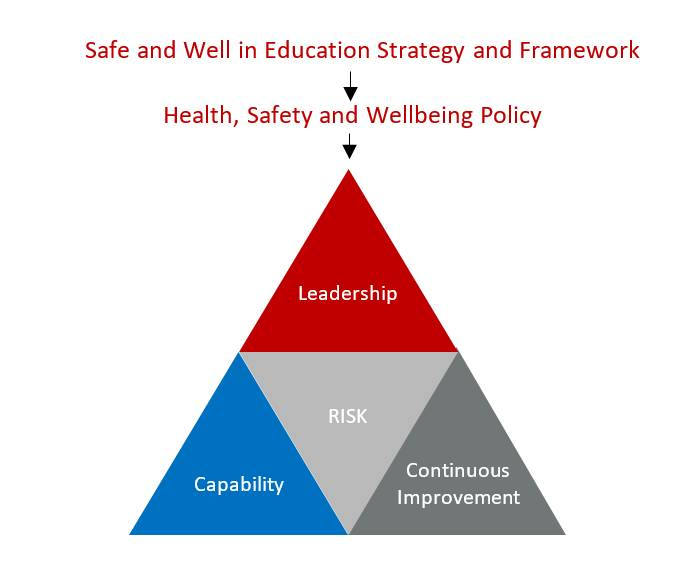 Safe and Well in Education Strategy and Framework
Health, Safety and Wellbeing Policy
Leadership
RISK
Capability
Continuous
Improvement